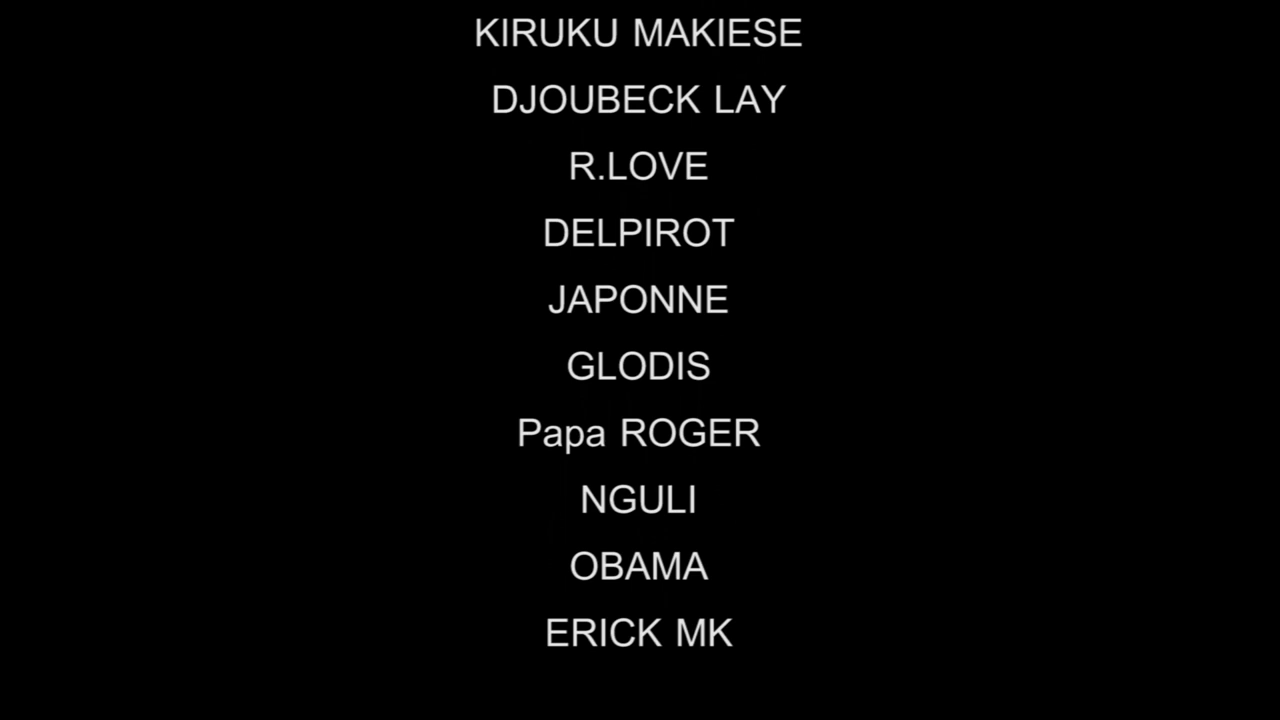 KIRUKU MAKIESE
DJOUBECK LAY
R.LOVE
DELPIROT
JAPONNE
GLODIS
Papa ROGER
NGULI
OBAMA
ERICK MK